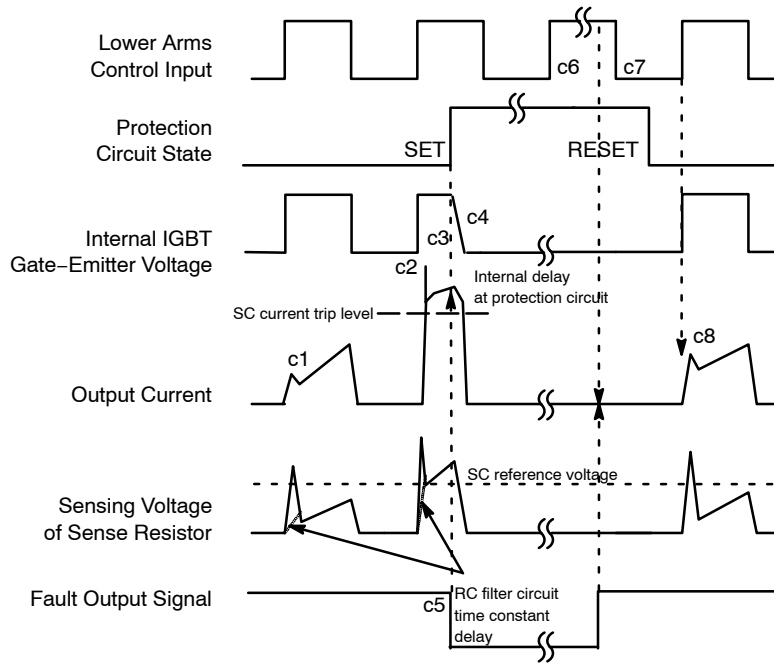 Lower Arms
Control Input
c6
c7
Protection
Circuit State
SET
RESET
Internal IGBT
Gate−Emitter Voltage
c3
c4
c2
Internal delay
at protection circuit
SC current trip level
c1
c8
Output Current
SC reference voltage
Sensing Voltage
of Sense Resistor
Fault Output Signal
c5
RC filter circuit
time constant
delay